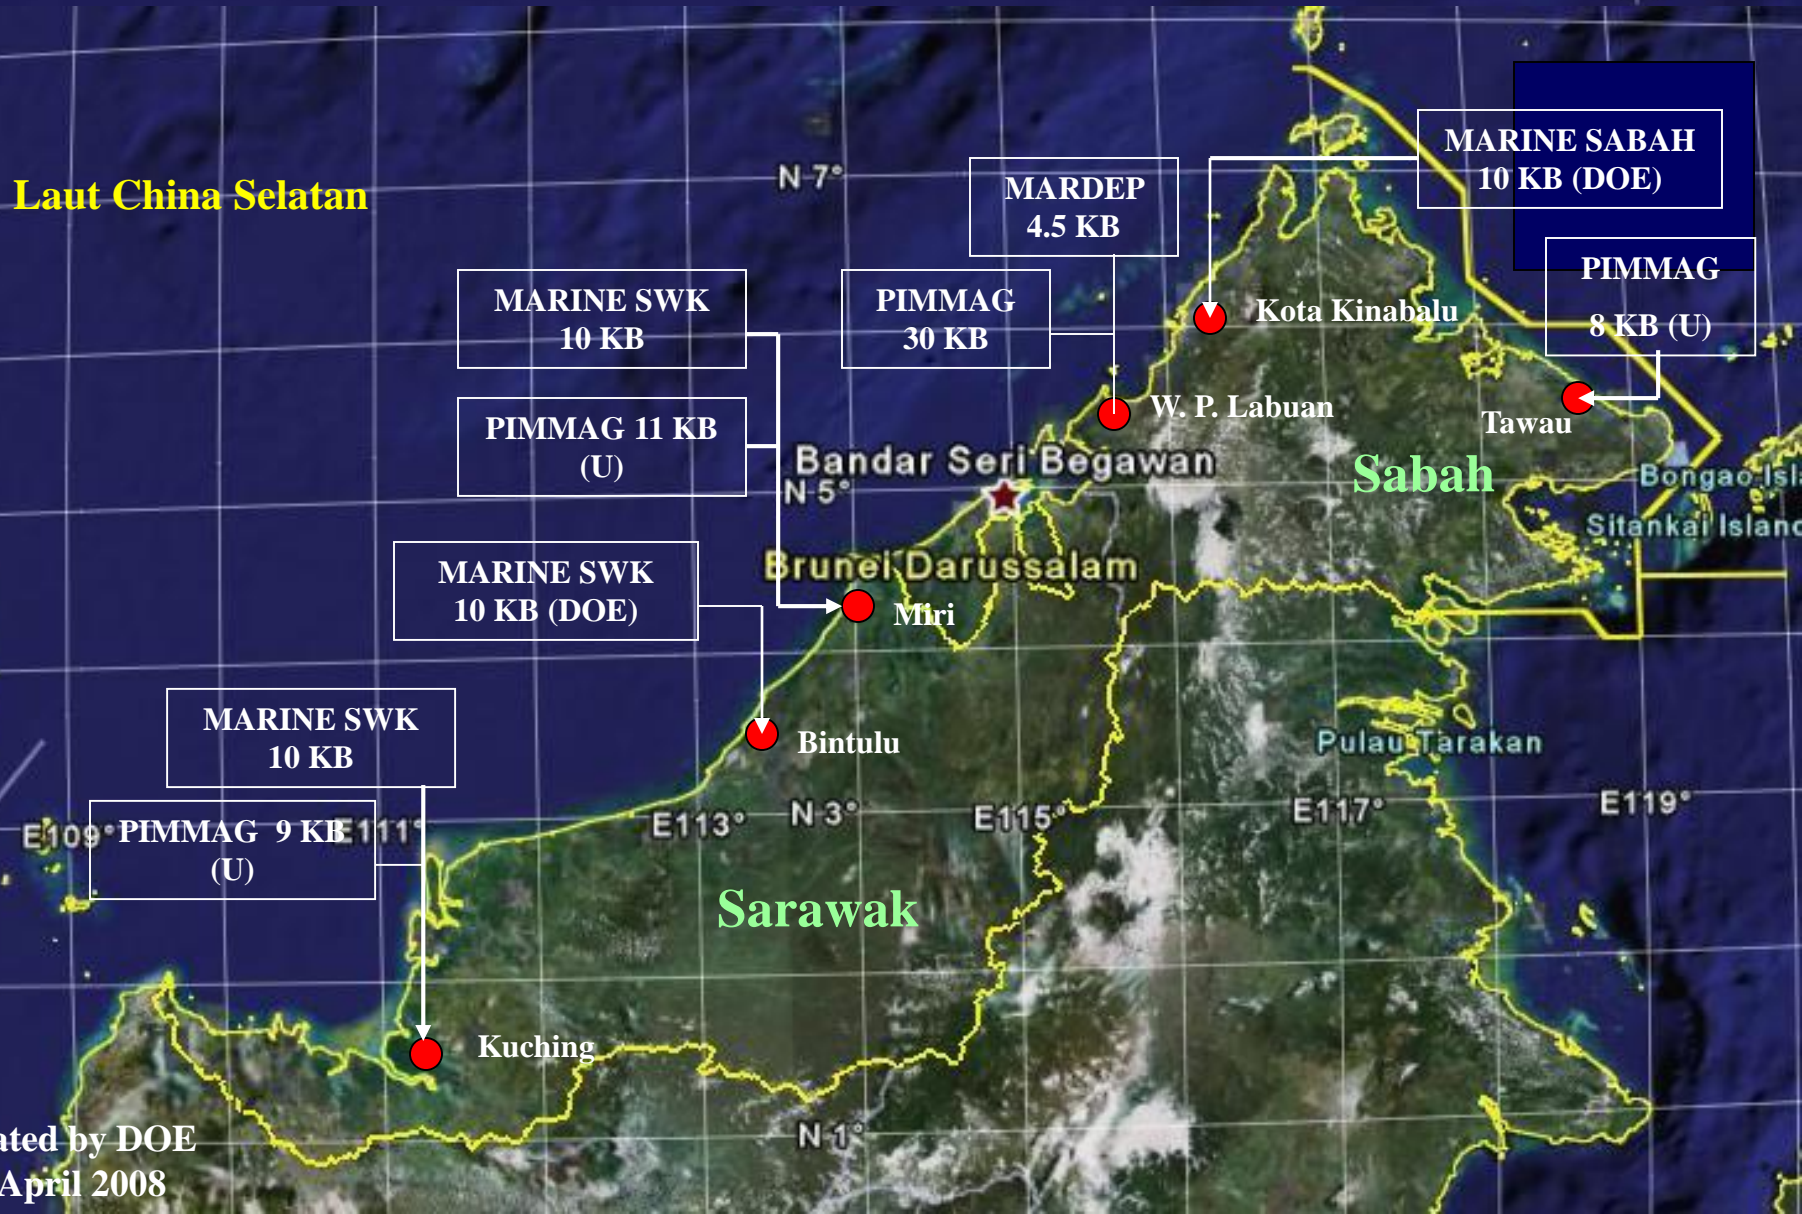 Laut China Selatan
N 7°
MARDEP
4.5 KB
MARINE SABAH
10 KB (DOE)
MARINE SWK
10 KB
PIMMAG
30 KB
PIMMAG
8 KB (U)
Kota Kinabalu
W. P. Labuan
Tawau
PIMMAG 11 KB
(U)
Bandar Seri Begawan
N 5°
Sabah
Bongao Isl
Sitankai Island
MARINE SWK
10 KB (DOE)
Brunei Darussalam
Miri
MARINE SWK
10 KB
Bintulu
Pulau Tarakan
E109°
PIMMAG 9 KB
(U)
E111°
E113°
N 3°
E115°
E117°
E119°
Sarawak
Kuching
N 1°
ated by DOE
April 2008